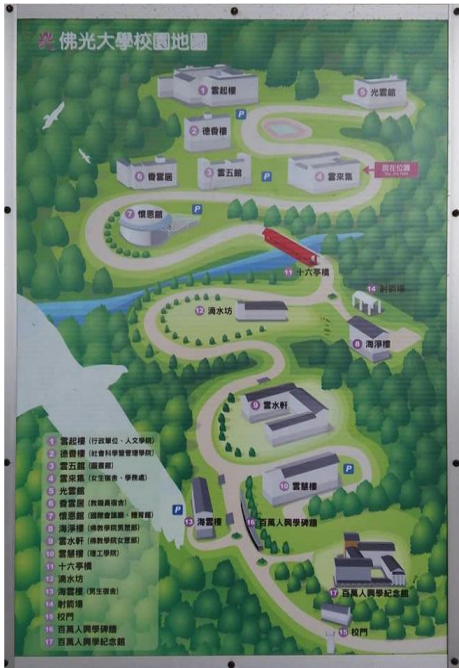 佛光大學校園地圖
1 雲起樓
5 光雲館
P
2 德香樓
6 香雲居
3 雲五館
P
4 雲來集
現在位置
7 懷恩館
P
11 十六亭橋
14 射箭場
12 滴水坊
8 海淨樓
9 雲水軒
P
10 雲慧樓
P
13 海雲樓
16 百萬人興學碑牆
17 百萬人興學紀念館
15 校門
1 雲起樓 (行政單位、人文學院)
2 德香樓 (社會科學暨管理學院)
3 雲五館 (圖書館)
4 雲來集 (女生宿舍、學務處)
5 光雲館
6 香雲居 (教職員宿舍)
7 懷恩館 (國際會議廳、體育館)
8 海淨樓 (佛教學院男眾部)
9 雲水軒 (佛教學院女眾部)
10 雲慧樓 (理工學院)
11 十六亭橋
12 滴水坊
13 海雲樓 (男生宿舍)
14 射箭場
15 校門
16 百萬人興學碑牆
17 百萬人興學紀念館